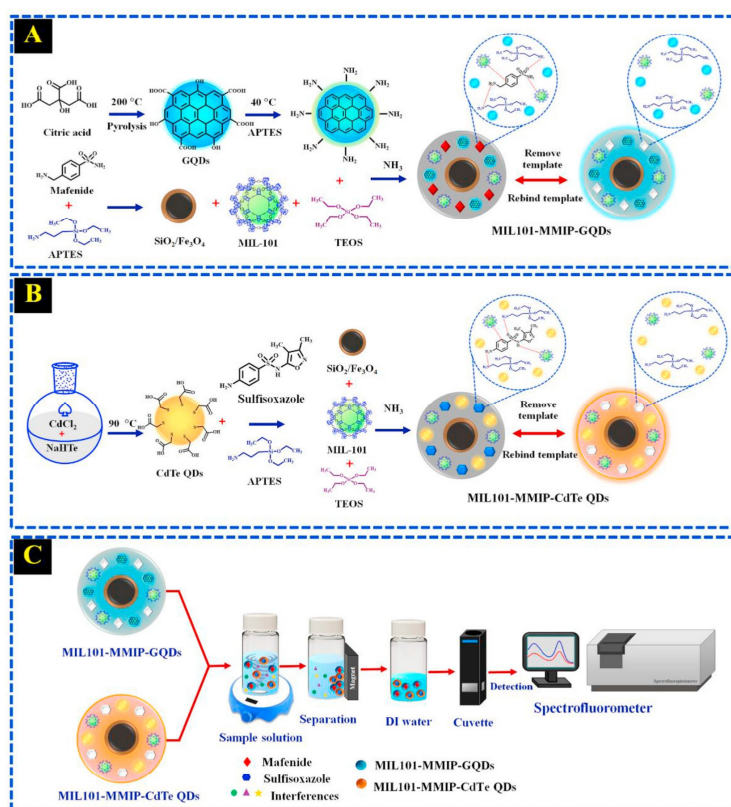 A
200 °C
Pyrolysis
40 °C
APTES
Citric acid
GQDs
NH₃
Mafenide
+
APTES
SiO₂/Fe₃O₄
+
MIL-101
+
TEOS
+
Remove
template
Rebind template
MIL101-MMIP-GQDs
B
CdCl₂
+
NaHTe
90 °C
CdTe QDs
+
Sulfisoxazole
APTES
SiO₂/Fe₃O₄
+
MIL-101
+
TEOS
NH₃
Remove
template
Rebind template
MIL101-MMIP-CdTe QDs
C
MIL101-MMIP-GQDs
MIL101-MMIP-CdTe QDs
Sample solution
Separation
Magnet
DI water
Cuvette
Detection
Spectrofluorometer
Mafenide
Sulfisoxazole
Interferences
MIL101-MMIP-GQDs
MIL101-MMIP-CdTe QDs